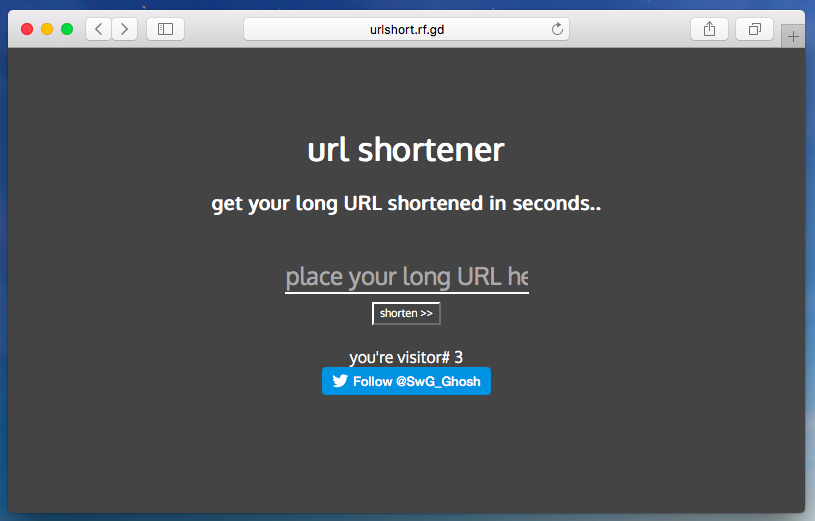 urlshort.rf.gd
url shortener
get your long URL shortened in seconds..
place your long URL he
shorten >>
you're visitor# 3
Follow @SwG_Ghosh